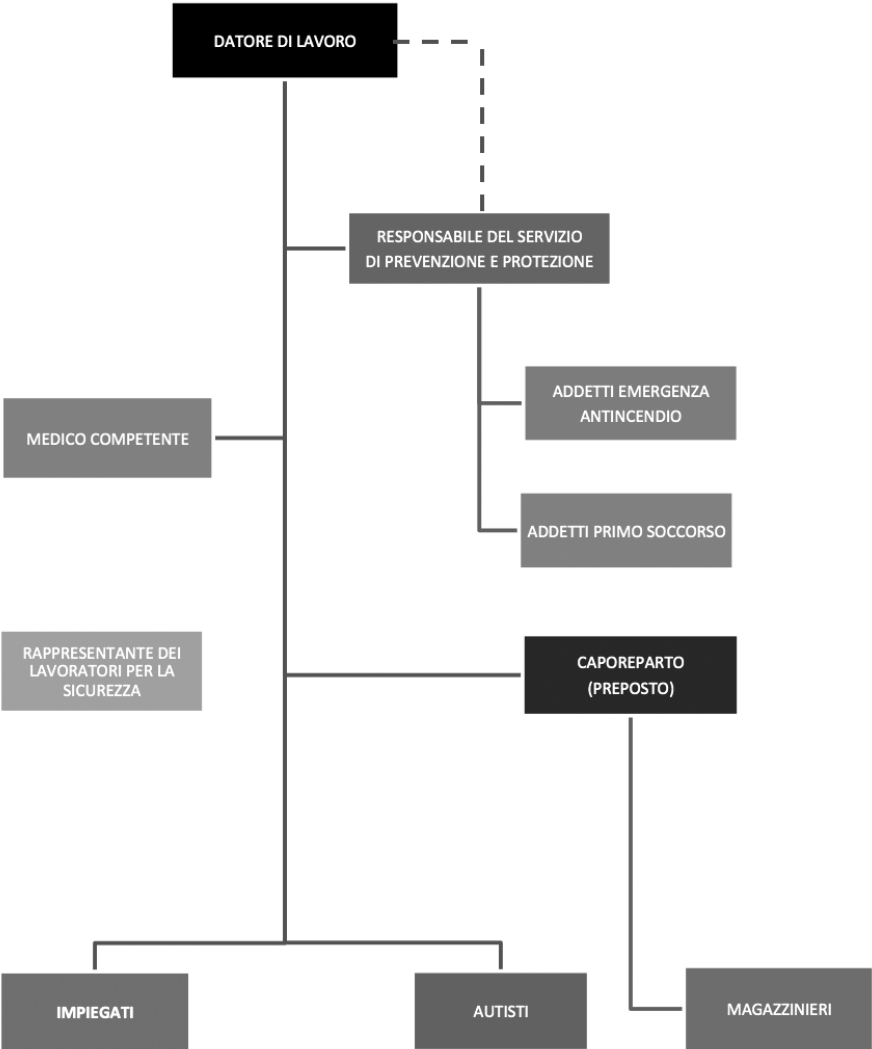 DATORE DI LAVORO
RESPONSABILE DEL SERVIZIO
DI PREVENZIONE E PROTEZIONE
ADDETTI EMERGENZA
ANTINCENDIO
MEDICO COMPETENTE
ADDETTI PRIMO SOCCORSO
RAPPRESENTANTE DEI
LAVORATORI PER LA
SICUREZZA
CAPOREPARTO
(PREPOSTO)
IMPIEGATI
AUTISTI
MAGAZZINIERI